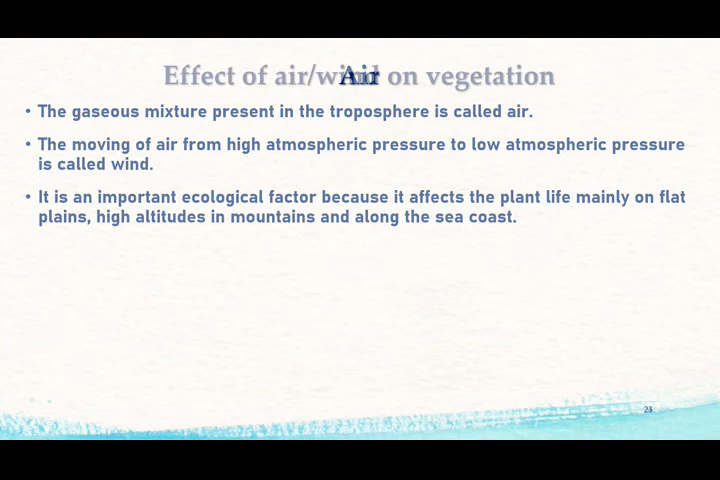 Effect of air/wind on vegetation
Air
• The gaseous mixture present in the troposphere is called air.
• The moving of air from high atmospheric pressure to low atmospheric pressure
is called wind.
• It is an important ecological factor because it affects the plant life mainly on flat
plains, high altitudes in mountains and along the sea coast.
23